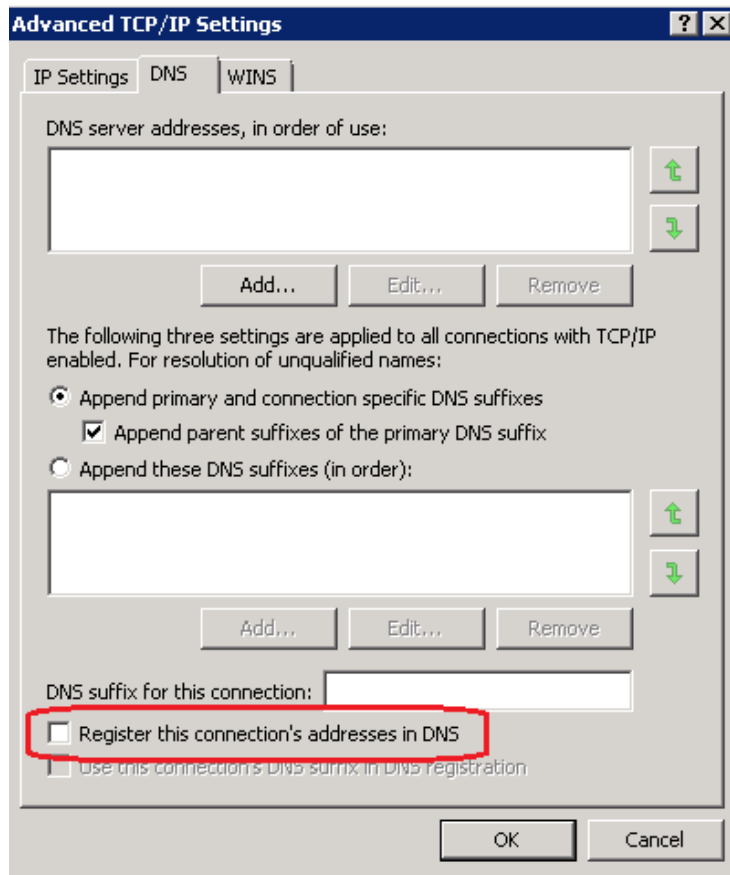 Advanced TCP/IP Settings
IP Settings DNS WINS
DNS server addresses, in order of use:
Add... Edit... Remove
The following three settings are applied to all connections with TCP/IP
enabled. For resolution of unqualified names:
Append primary and connection specific DNS suffixes
Append parent suffixes of the primary DNS suffix
Append these DNS suffixes (in order):
Add... Edit... Remove
DNS suffix for this connection:
Register this connection's addresses in DNS
Use this connection's DNS suffix in DNS registration
OK Cancel